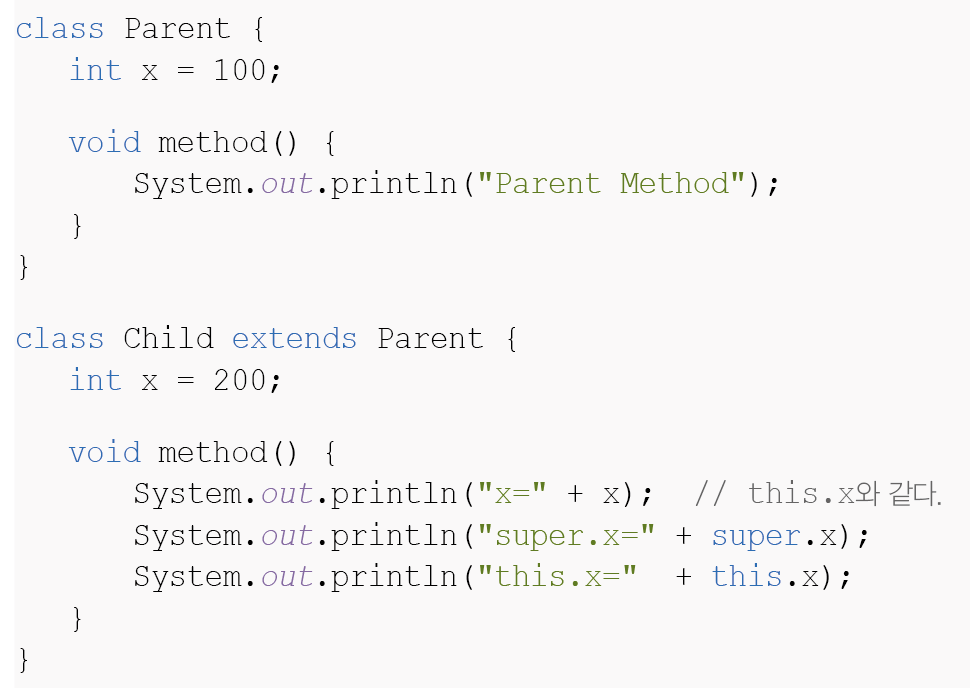 class Parent {
int x = 100;
void method() {
System.out.println("Parent Method");
}
}
class Child extends Parent {
int x = 200;
void method() {
System.out.println("x=" + x); // this.x와 같다.
System.out.println("super.x=" + super.x);
System.out.println("this.x=" + this.x);
}
}